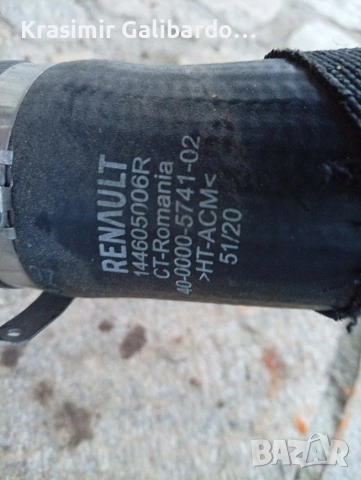 Krasimir Galibardo...
RENAULT
144605006R
CT-Romania
40-0000-5741-02
>HT-ACM<
51/20
BAZAR